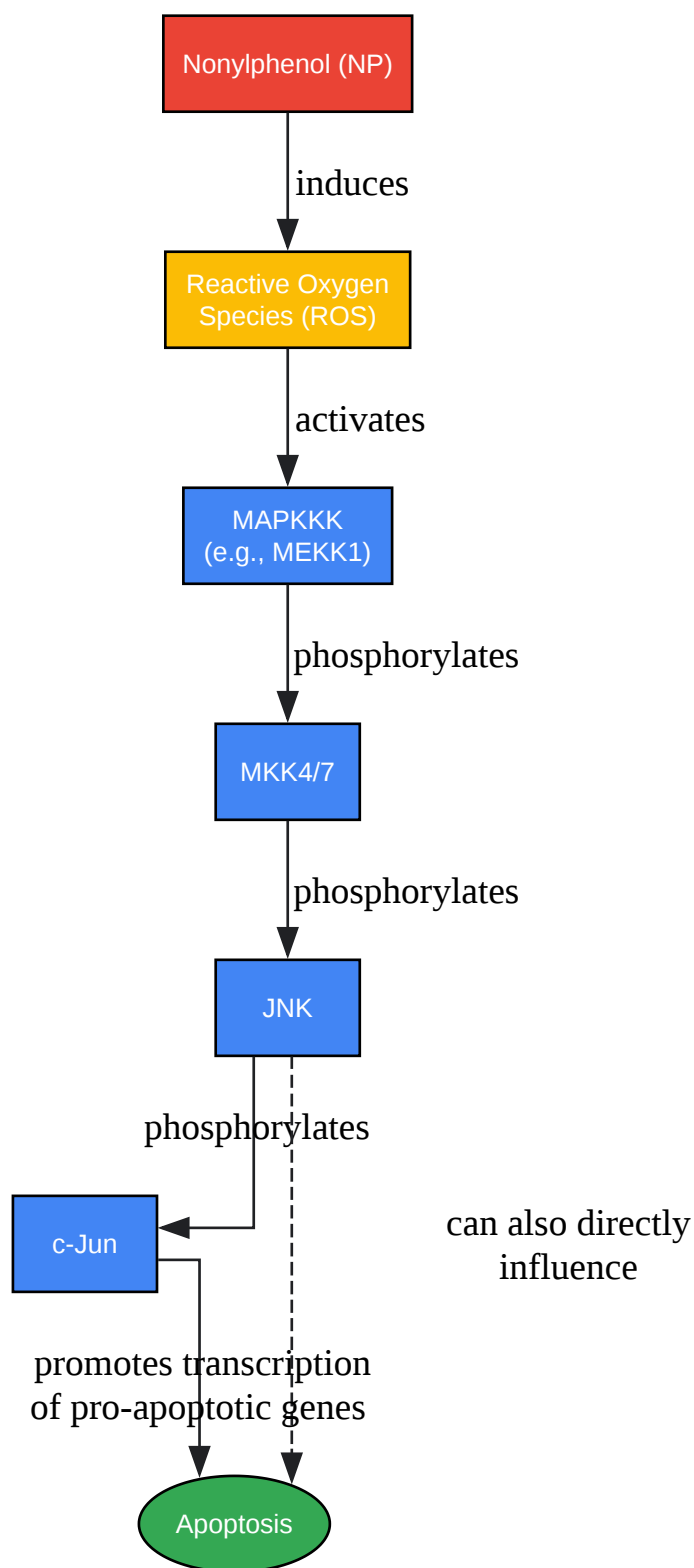 Nonylphenol (NP)
induces
Reactive Oxygen
Species (ROS)
activates
MAPKKK
(e.g., MEKK1)
phosphorylates
MKK4/7
phosphorylates
JNK
phosphorylates
c-Jun
can also directly
influence
promotes transcription
of pro-apoptotic genes
Apoptosis